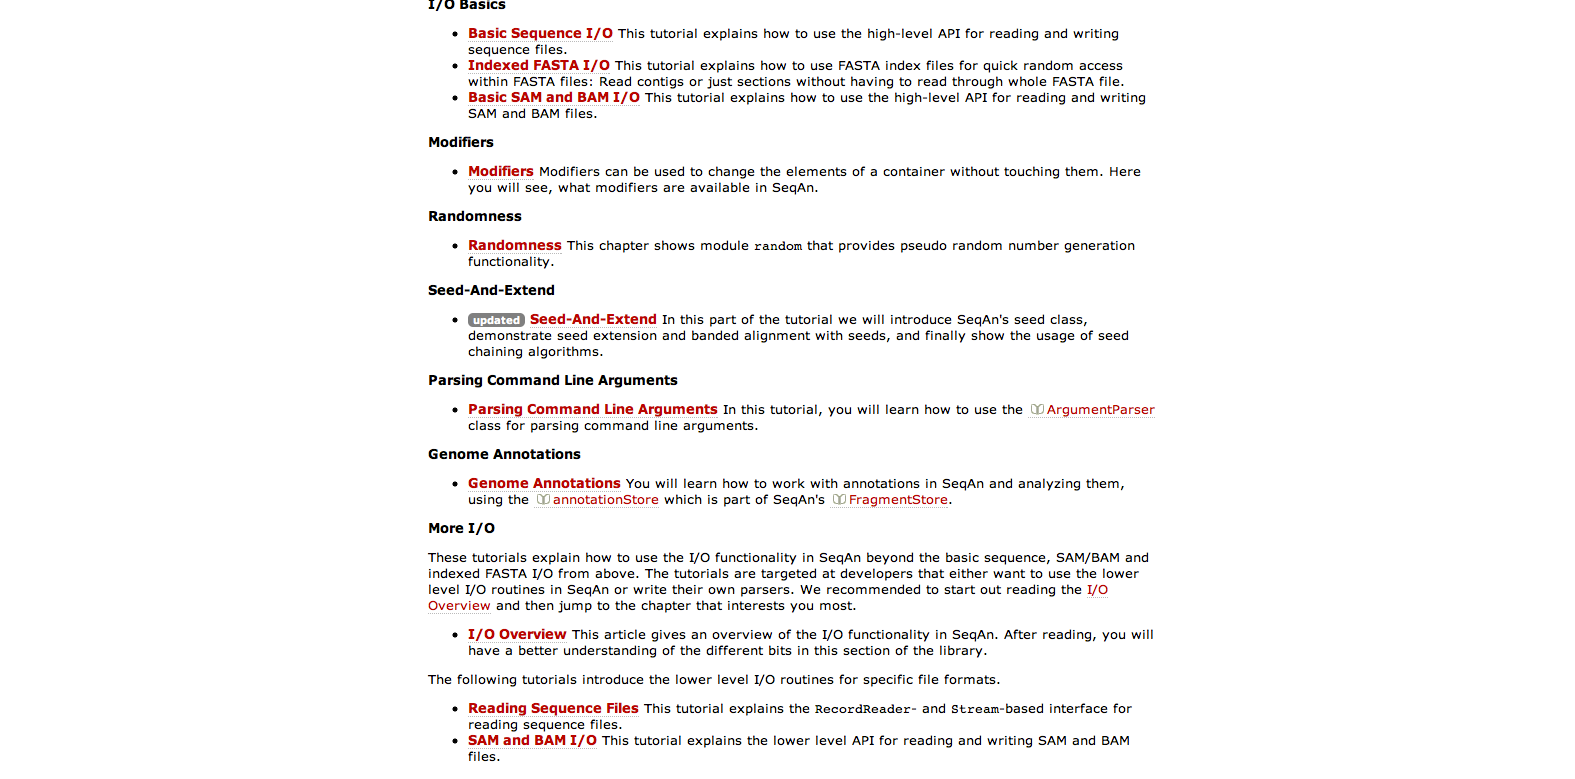 I/O Basics
Basic Sequence I/O This tutorial explains how to use the high-level API for reading and writing
sequence files.
Indexed FASTA I/O This tutorial explains how to use FASTA index files for quick random access
within FASTA files: Read contigs or just sections without having to read through whole FASTA file.
Basic SAM and BAM I/O This tutorial explains how to use the high-level API for reading and writing
SAM and BAM files.
Modifiers
Modifiers Modifiers can be used to change the elements of a container without touching them. Here
you will see, what modifiers are available in SeqAn.
Randomness
Randomness This chapter shows module random that provides pseudo random number generation
functionality.
Seed-And-Extend
updated Seed-And-Extend In this part of the tutorial we will introduce SeqAn's seed class,
demonstrate seed extension and banded alignment with seeds, and finally show the usage of seed
chaining algorithms.
Parsing Command Line Arguments
Parsing Command Line Arguments In this tutorial, you will learn how to use the ArgumentParser
class for parsing command line arguments.
Genome Annotations
Genome Annotations You will learn how to work with annotations in SeqAn and analyzing them,
using the annotationStore which is part of SeqAn's FragmentStore.
More I/O
These tutorials explain how to use the I/O functionality in SeqAn beyond the basic sequence, SAM/BAM and
indexed FASTA I/O from above. The tutorials are targeted at developers that either want to use the lower
level I/O routines in SeqAn or write their own parsers. We recommended to start out reading the I/O
Overview and then jump to the chapter that interests you most.
I/O Overview This article gives an overview of the I/O functionality in SeqAn. After reading, you will
have a better understanding of the different bits in this section of the library.
The following tutorials introduce the lower level I/O routines for specific file formats.
Reading Sequence Files This tutorial explains the RecordReader- and Stream-based interface for
reading sequence files.
SAM and BAM I/O This tutorial explains the lower level API for reading and writing SAM and BAM
files.